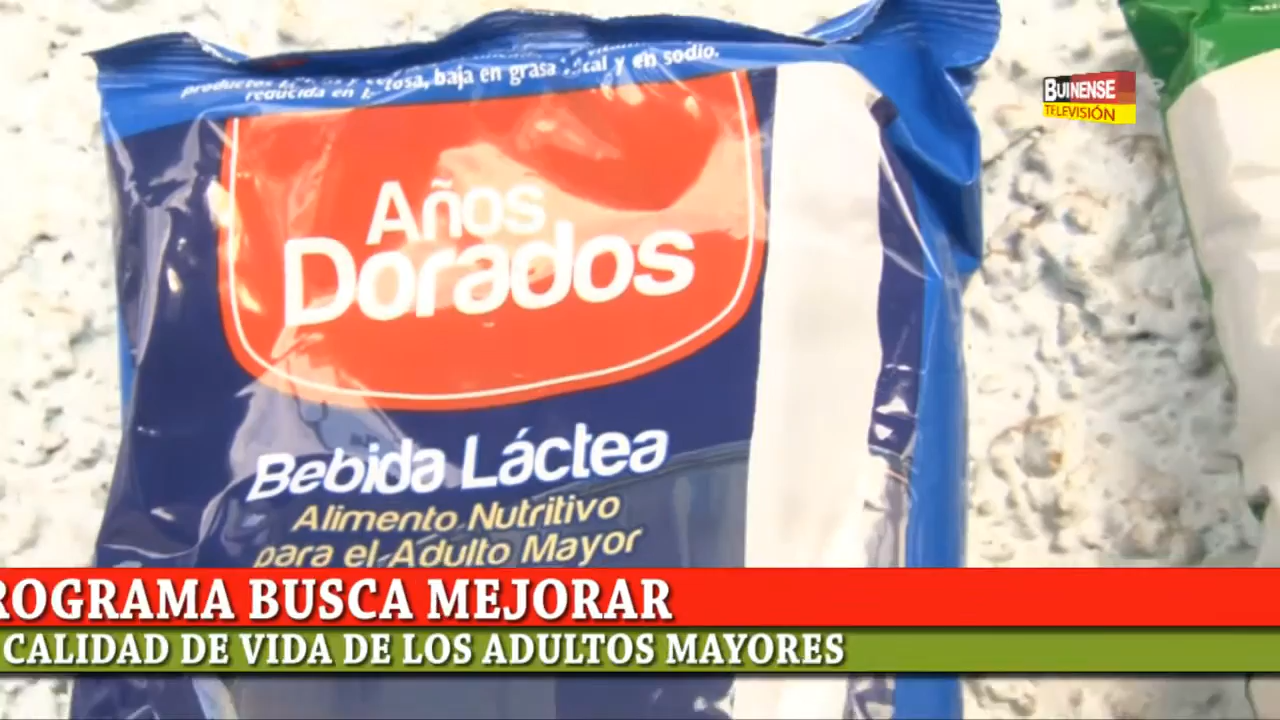 reducida en
baja en grasa
y en sodio.
BUINENSE
TELEVISIÓN
Años
Dorados
Bebida Láctea
Alimento Nutritivo
para el Adulto Mayor
ROGRAMA BUSCA MEJORAR
CALIDAD DE VIDA DE LOS ADULTOS MAYORES